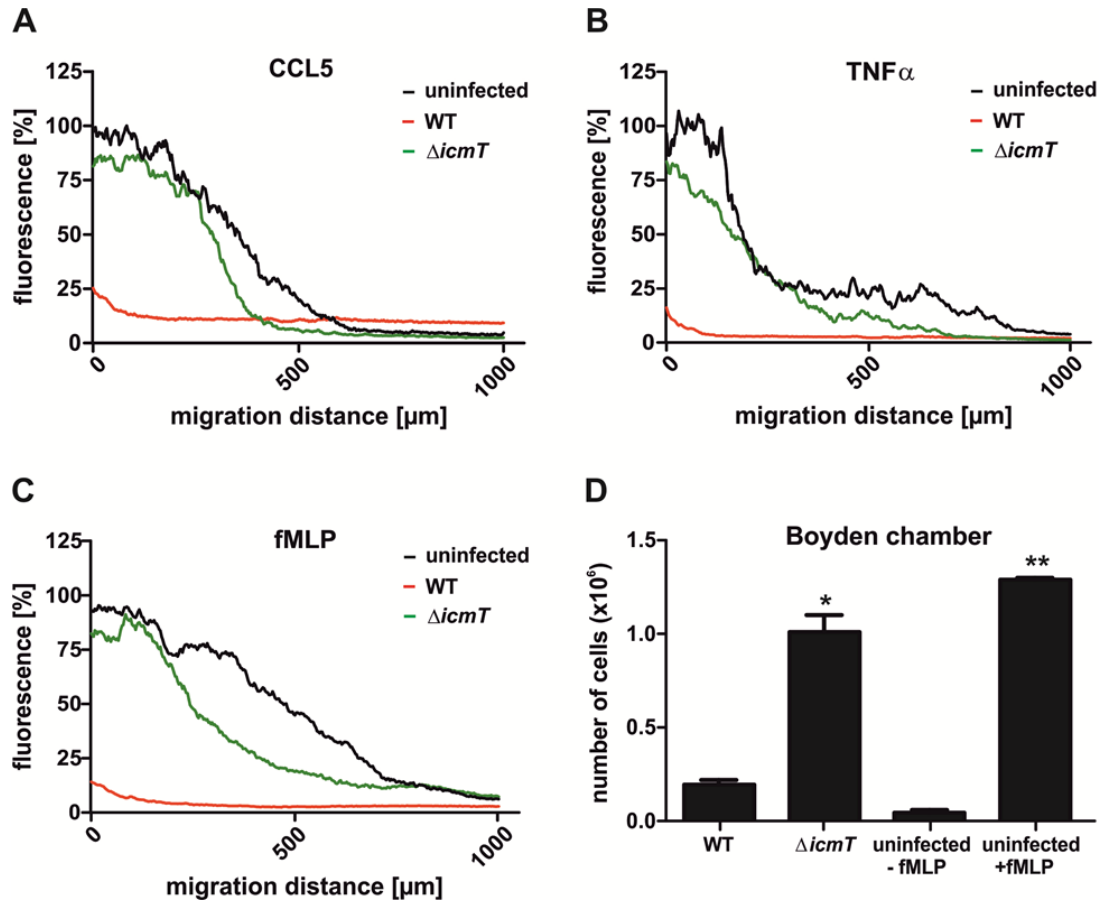 A
CCL5
125
100
75
50
25
0
fluorescence [%]
uninfected
WT
ΔicmT
0
500
1000
migration distance [µm]
B
TNFα
125
100
75
50
25
0
fluorescence [%]
uninfected
WT
ΔicmT
0
500
1000
migration distance [µm]
C
fMLP
125
100
75
50
25
0
fluorescence [%]
uninfected
WT
ΔicmT
0
500
1000
migration distance [µm]
D
Boyden chamber
1.5
1.0
0.5
0.0
number of cells (x10⁶)
*
**
WT
ΔicmT
uninfected
- fMLP
uninfected
+fMLP